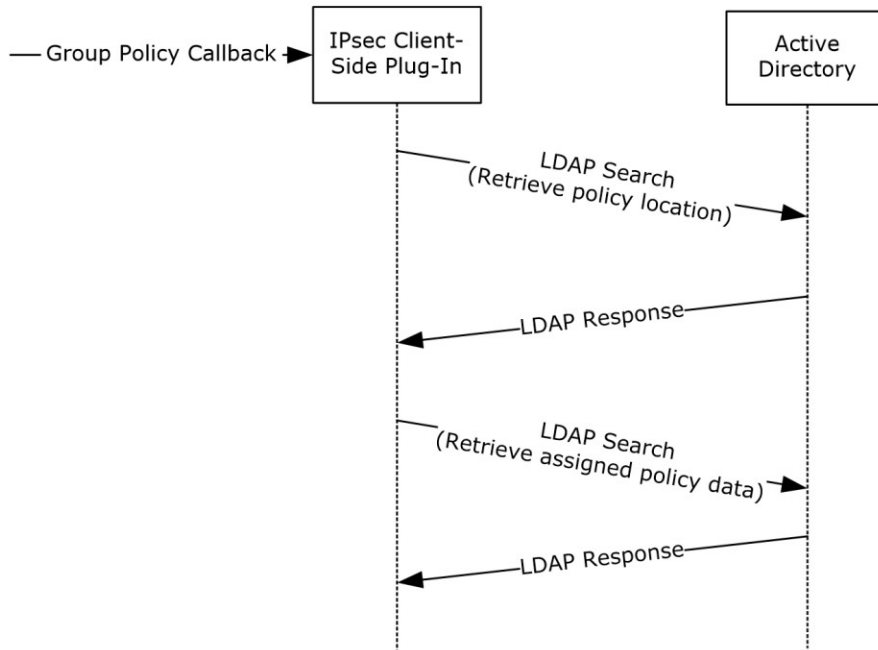 Group Policy Callback
IPsec Client-
Side Plug-In
Active
Directory
LDAP Search
(Retrieve policy location)
LDAP Response
LDAP Search
(Retrieve assigned policy data)
LDAP Response